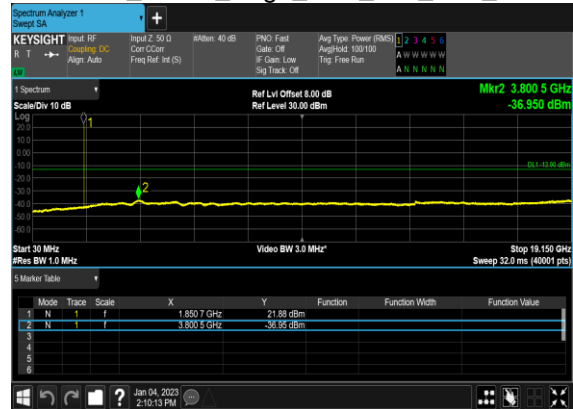 Spectrum Analyzer 1
Swept SA
+
KEYSIGHT Input: RF Input Z: 50 Ω #Atten: 40 dB PNO: Fast Avg Type: Power (RMS) 1 2 3 4 5 6
R T Coupling: DC Corr CCorr Gate: Off Avg|Hold: 100/100 A W W W W W
Align: Auto Freq Ref: Int (S) IF Gain: Low Trig: Free Run
Sig Track: Off A N N N N N
1 Spectrum Ref Lvl Offset 8.00 dB Mkr2 3.800 5 GHz
Scale/Div 10 dB Ref Level 30.00 dBm -36.950 dBm
Log
1
20.0
10.0
0.00
-10.0
DL1 -13.00 dBm
-20.0
-30.0
2
-40.0
-50.0
-60.0
Start 30 MHz Video BW 3.0 MHz* Stop 19.150 GHz
#Res BW 1.0 MHz Sweep 32.0 ms (40001 pts)
5 Marker Table
Mode Trace Scale X Y Function Function Width Function Value
1 N 1 f 1.850 7 GHz 21.88 dBm
2 N 1 f 3.800 5 GHz -36.95 dBm
3
4
5
6
? Jan 04, 2023
2:10:13 PM